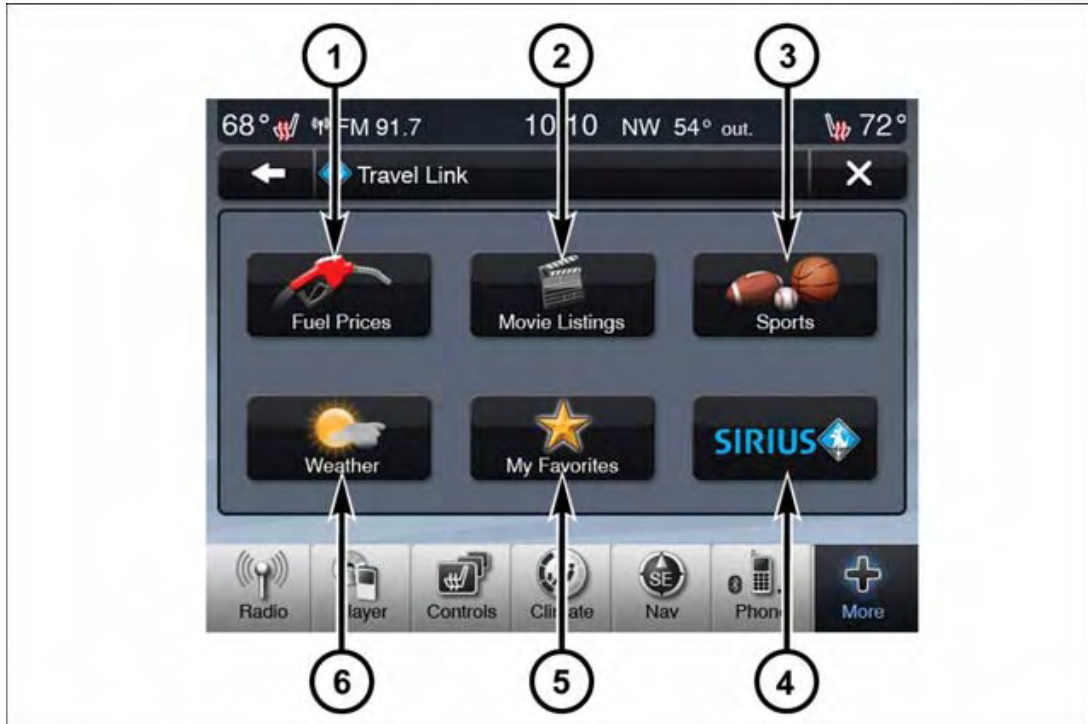 1 2 3
68° FM 91.7 10:10 NW 54° out. 72°
Travel Link
Fuel Prices Movie Listings Sports
Weather My Favorites SIRIUS
SE
Radio Player Controls Climate Nav Phone More
6 5 4